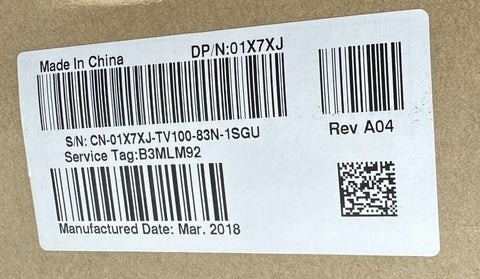 Made In China DP/N:01X7XJ
S/N: CN-01X7XJ-TV100-83N-1SGU
Rev A04
Service Tag:B3MLM92
Manufactured Date: Mar. 2018